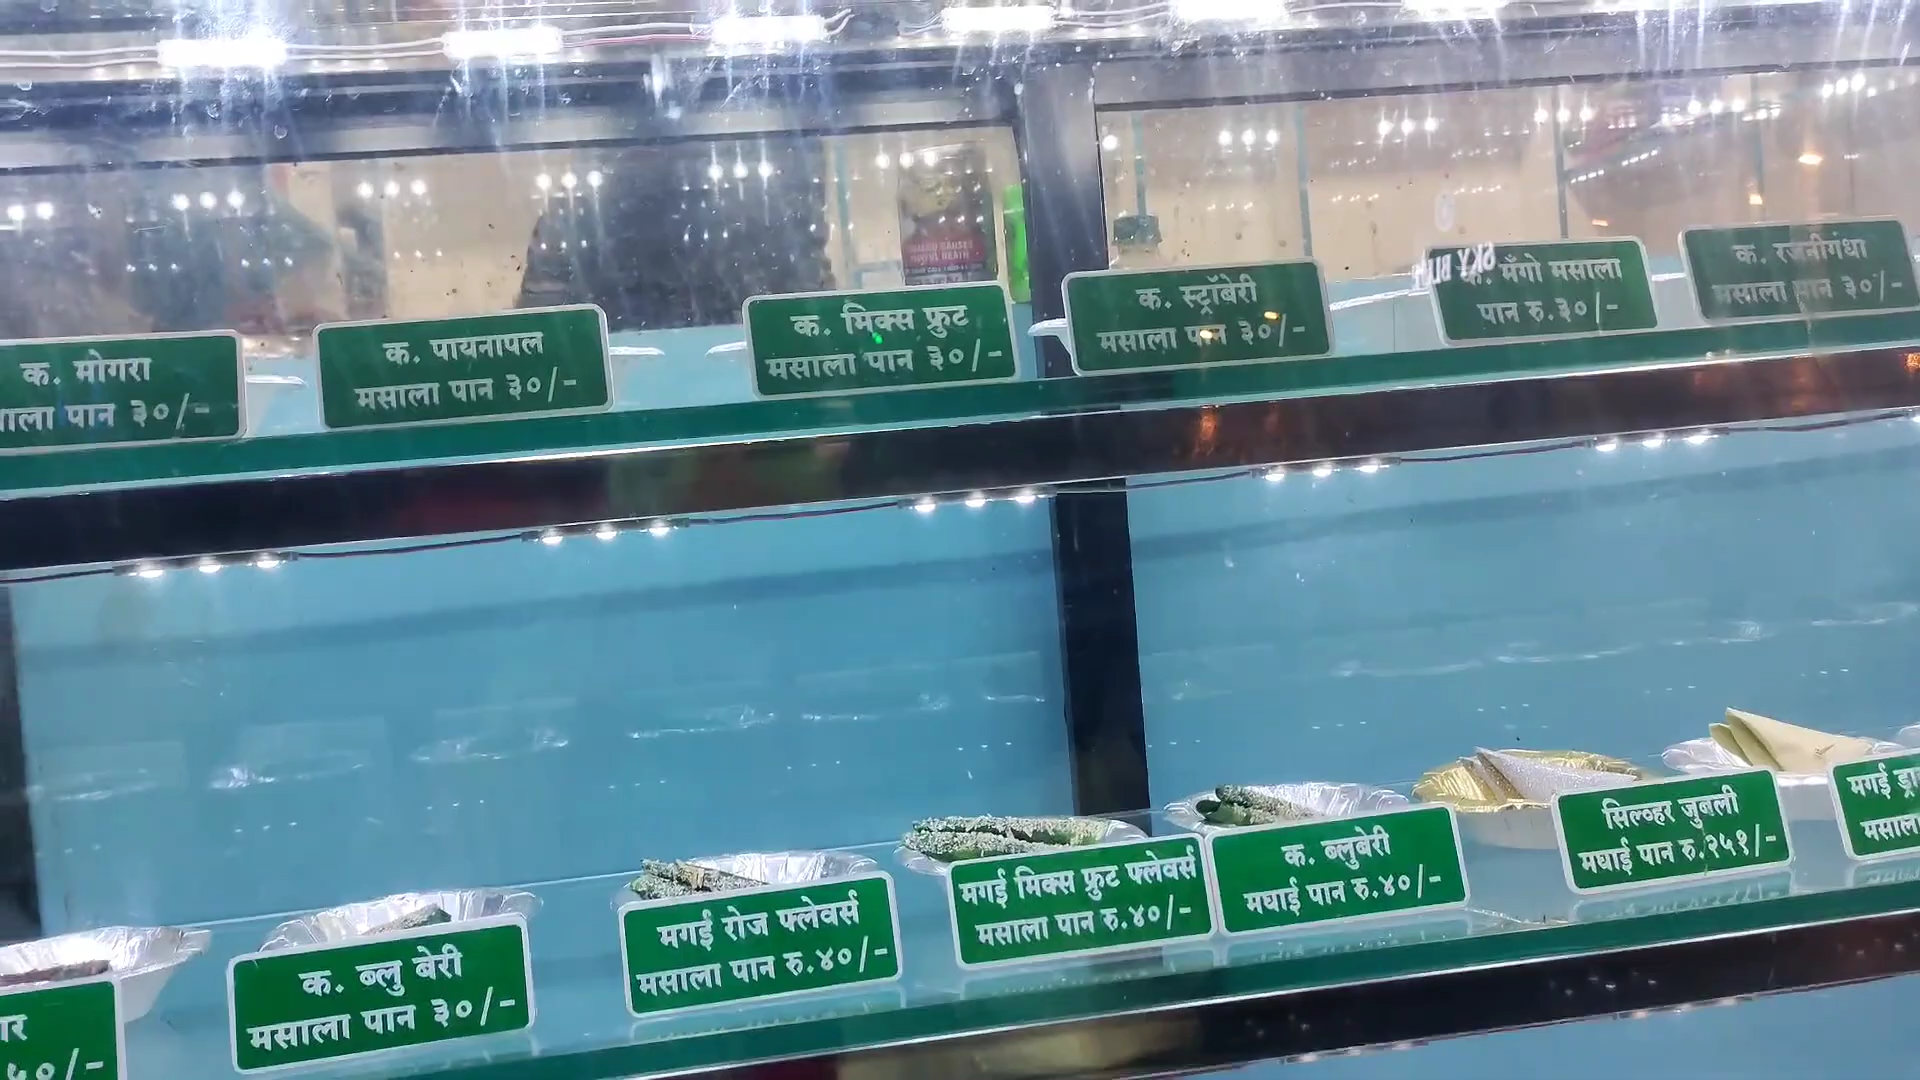 क. मोगरा
पान ३०/-
क. पायनापल
मसाला पान ३०/-
क. मिक्स फ्रुट
मसाला पान ३०/-
क. स्ट्रॉबेरी
मसाला पान ३०/-
मँगो मसाला
पान रु.३०/-
क. रजनीगंधा
मसाला पान ३०/-
क. ब्लु बेरी
मसाला पान ३०/-
मगई रोज फ्लेवर्स
मसाला पान रु.४०/-
मगई मिक्स फ्रुट फ्लेवर्स
मसाला पान रु.४०/-
क. ब्लुबेरी
मघाई पान रु.४०/-
सिल्व्हर जुबली
मघाई पान रु.२५१/-
मगई